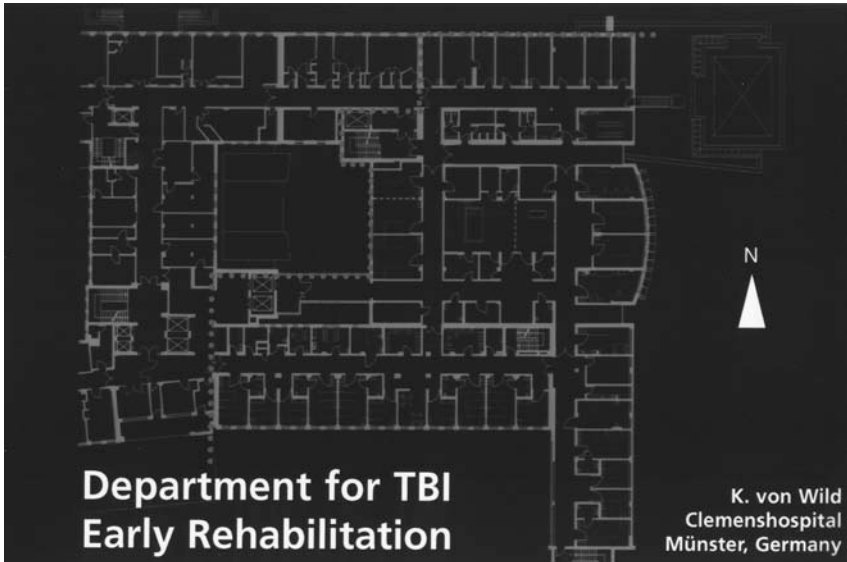 N
Department for TBI
Early Rehabilitation
K. von Wild
Clemenshospital
Münster, Germany